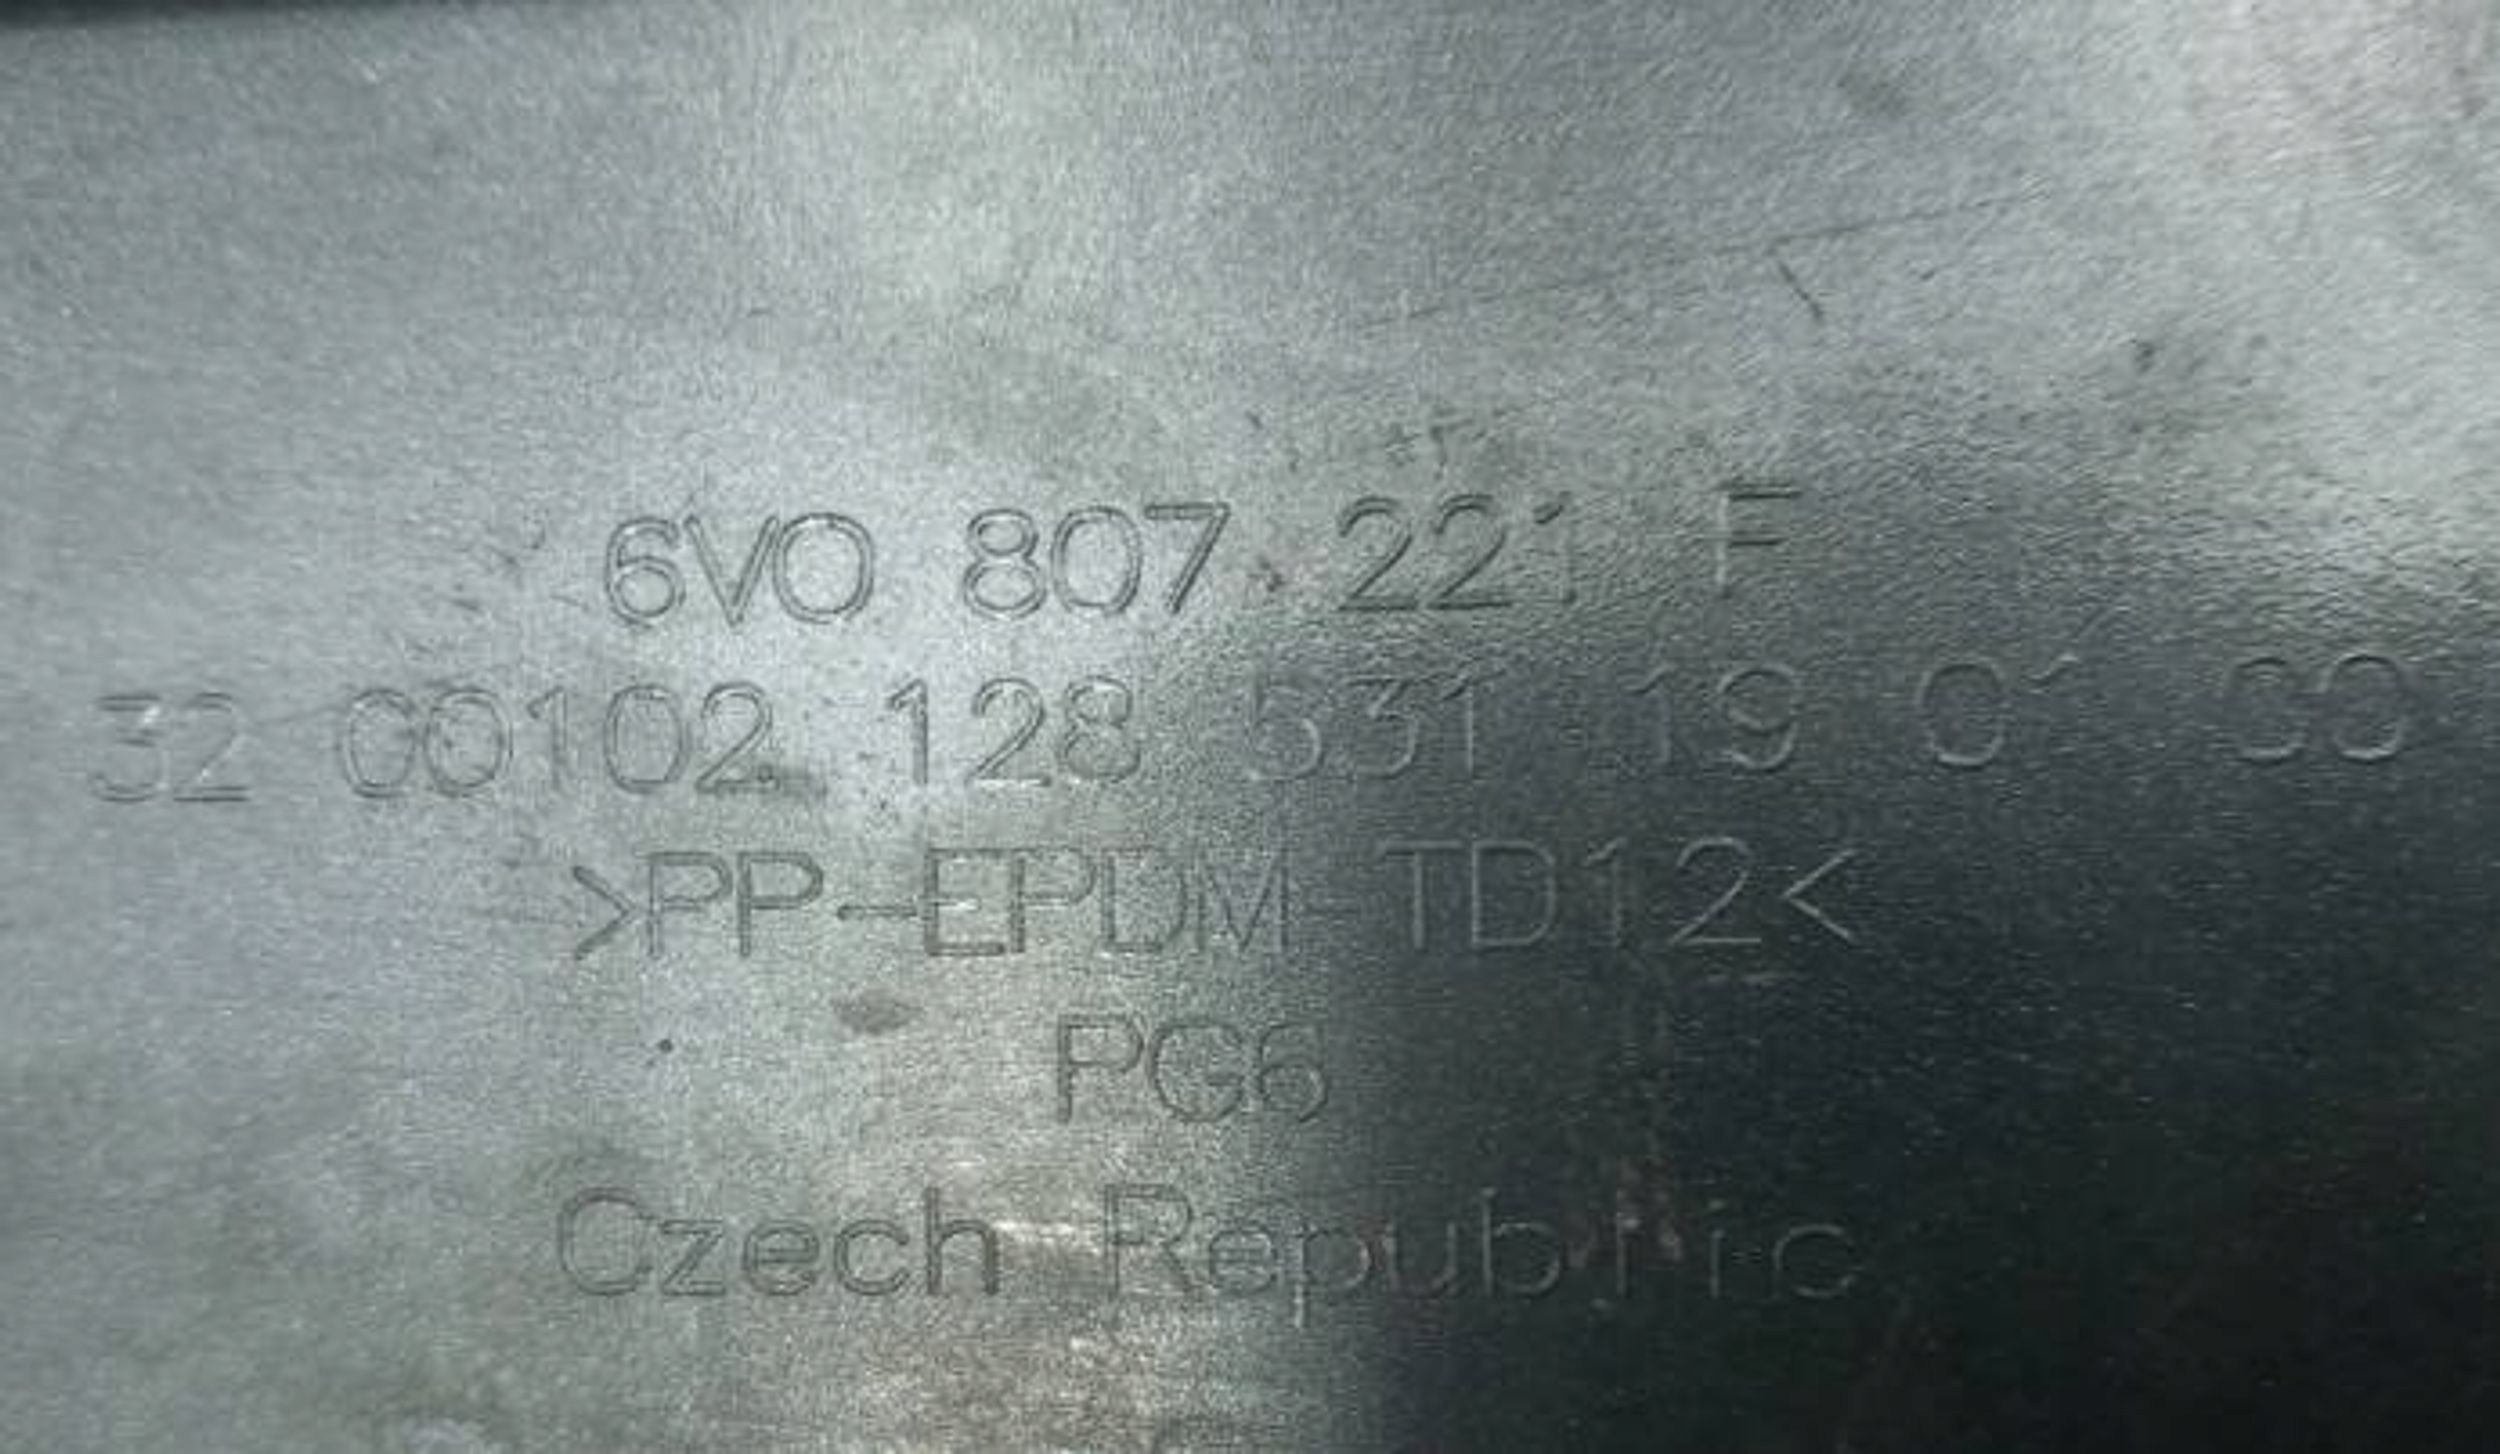 6V0 807 221 F
32 00102 128 531 19 01 00
>PP-EPDM-TD12<
PG6
Czech Republic